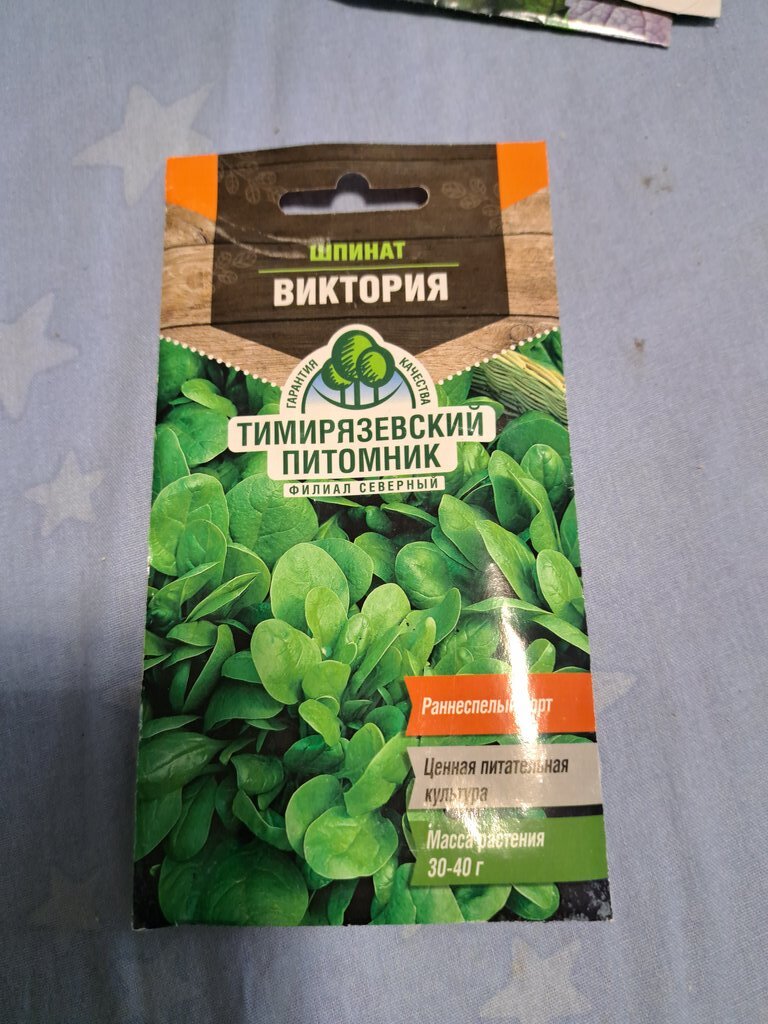 ШПИНАТ
ВИКТОРИЯ
ГАРАНТИЯ КАЧЕСТВА
ТИМИРЯЗЕВСКИЙ
ПИТОМНИК
ФИЛИАЛ СЕВЕРНЫЙ
Раннеспелый сорт
Ценная питательная
культура
Масса растения
30-40 г